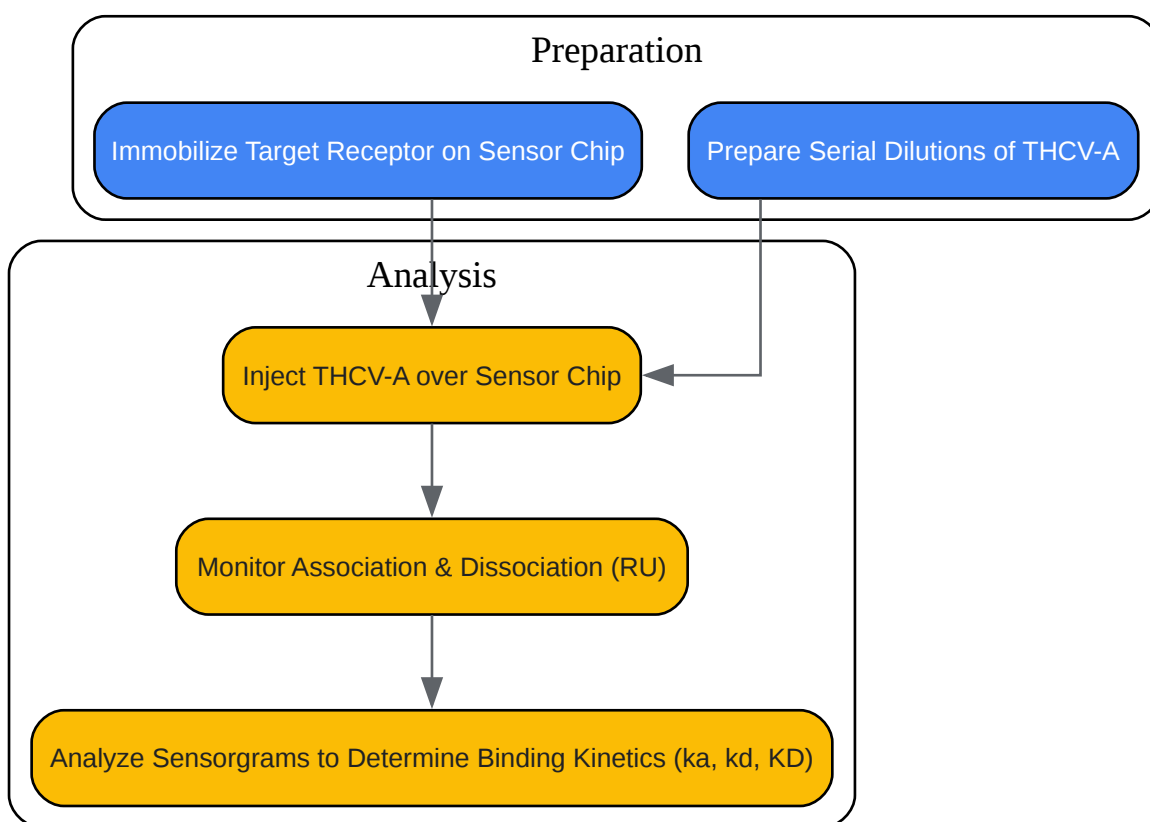 Preparation
Immobilize Target Receptor on Sensor Chip
Prepare Serial Dilutions of THCV-A
Analysis
Inject THCV-A over Sensor Chip
Monitor Association & Dissociation (RU)
Analyze Sensorgrams to Determine Binding Kinetics (ka, kd, KD)